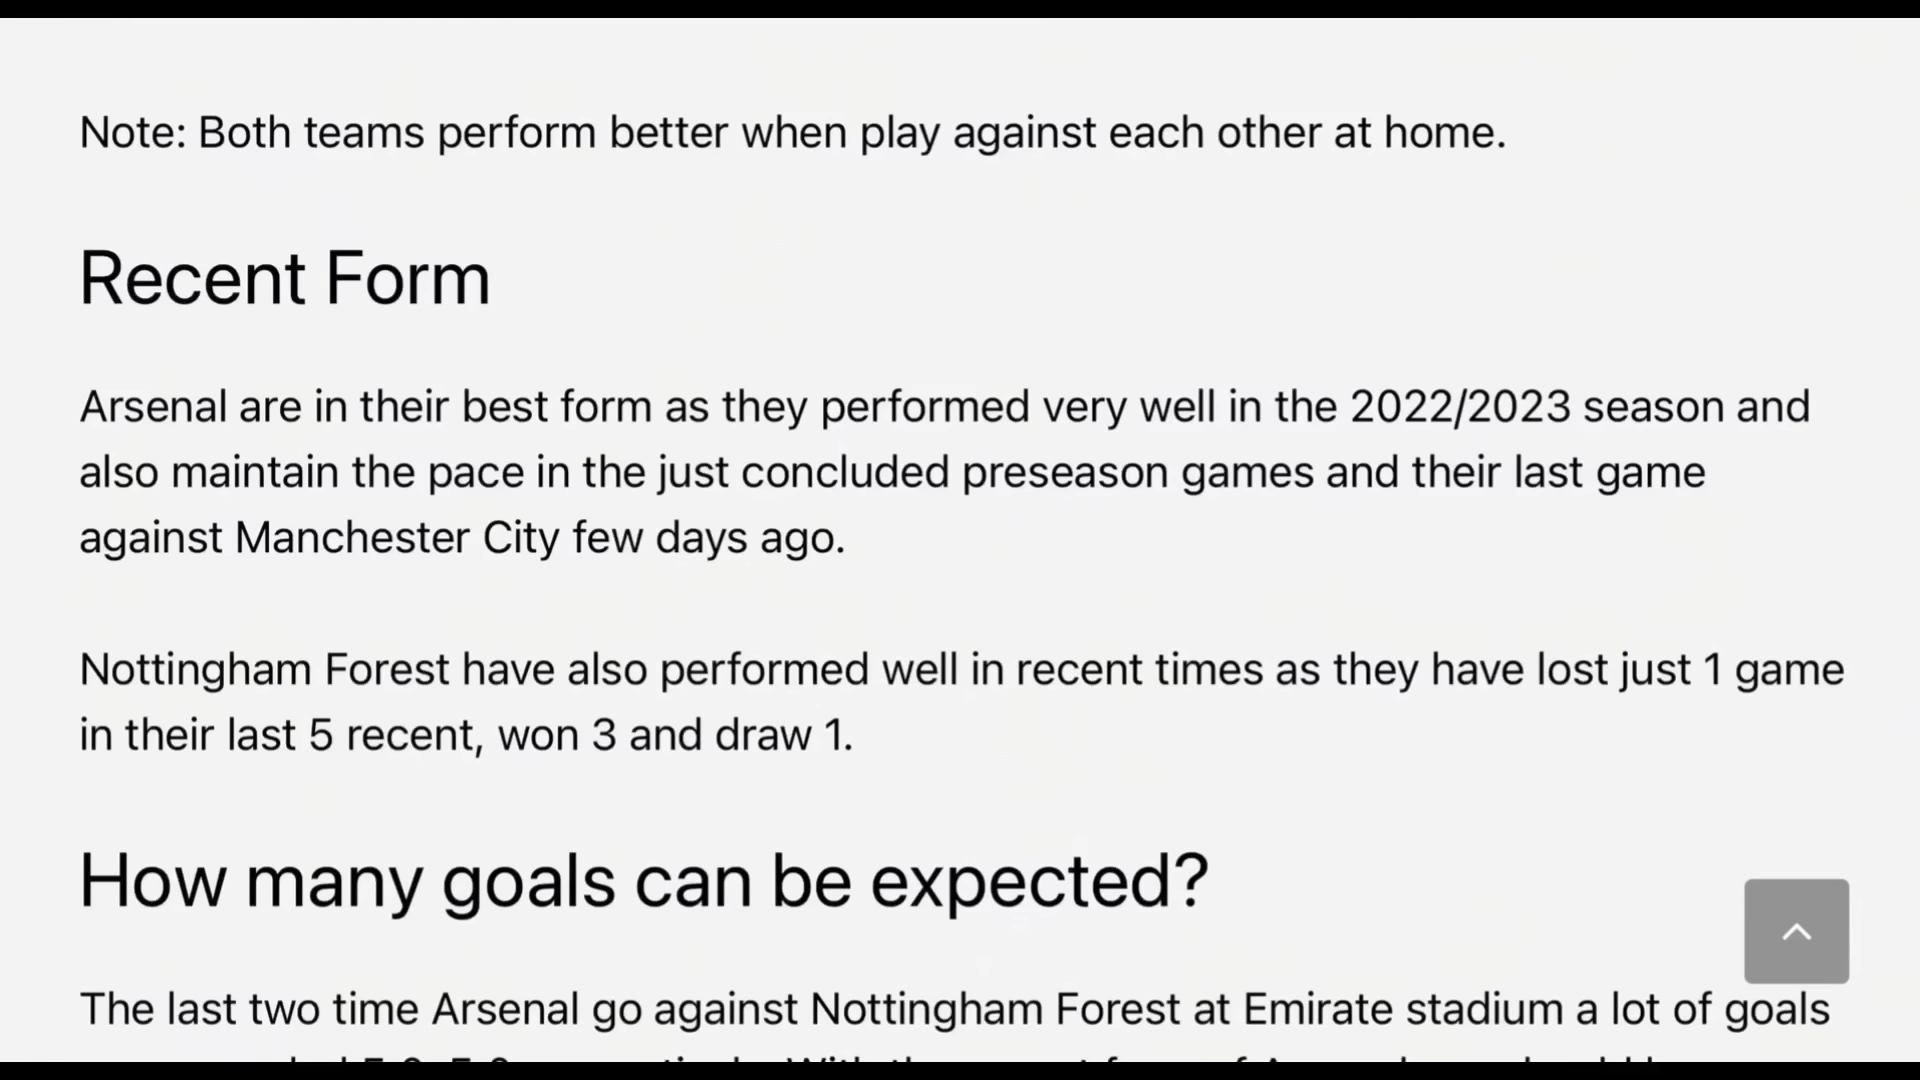 Note: Both teams perform better when play against each other at home.
Recent Form
Arsenal are in their best form as they performed very well in the 2022/2023 season and
also maintain the pace in the just concluded preseason games and their last game
against Manchester City few days ago.
Nottingham Forest have also performed well in recent times as they have lost just 1 game
in their last 5 recent, won 3 and draw 1.
How many goals can be expected?
The last two time Arsenal go against Nottingham Forest at Emirate stadium a lot of goals